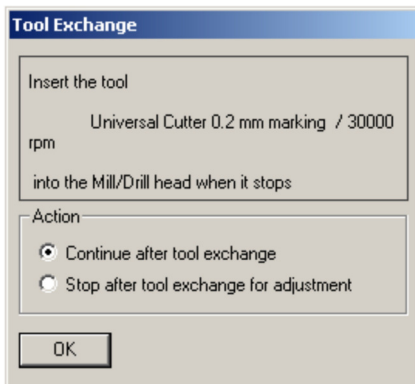 Tool Exchange
Insert the tool
Universal Cutter 0.2 mm marking / 30000
rpm
into the Mill/Drill head when it stops
Action
Continue after tool exchange
Stop after tool exchange for adjustment
OK